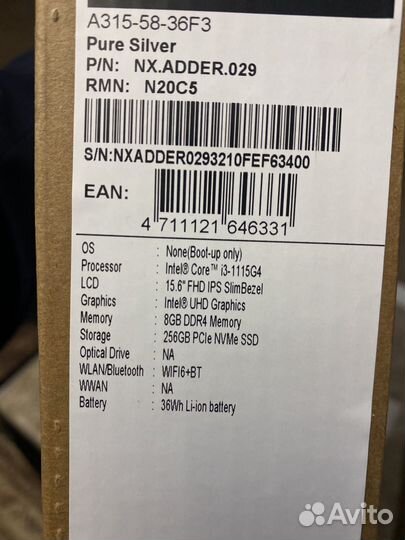 A315-58-36F3
Pure Silver
P/N: NX.ADDER.029
RMN: N20C5
S/N:NXADDER0293210FEF63400
EAN:
4 711121 646331
OS : None(Boot-up only)
Processor : Intel® Core™ i3-1115G4
LCD : 15.6" FHD IPS SlimBezel
Graphics : Intel® UHD Graphics
Memory : 8GB DDR4 Memory
Storage : 256GB PCIe NVMe SSD
Optical Drive : NA
WLAN/Bluetooth : WIFI6+BT
WWAN : NA
Battery : 36Wh Li-ion battery
Avito